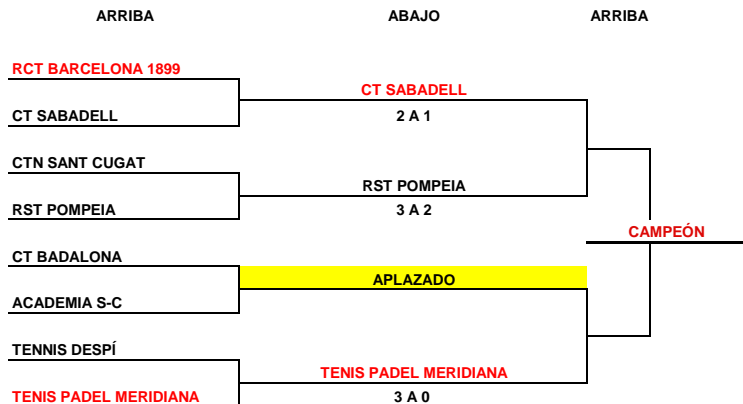 ARRIBA ABAJO ARRIBA
RCT BARCELONA 1899
CT SABADELL
CT SABADELL
2 A 1
CTN SANT CUGAT
RST POMPEIA
RST POMPEIA
3 A 2
CAMPEÓN
CT BADALONA
APLAZADO
ACADEMIA S-C
TENNIS DESPÍ
TENIS PADEL MERIDIANA
TENIS PADEL MERIDIANA
3 A 0